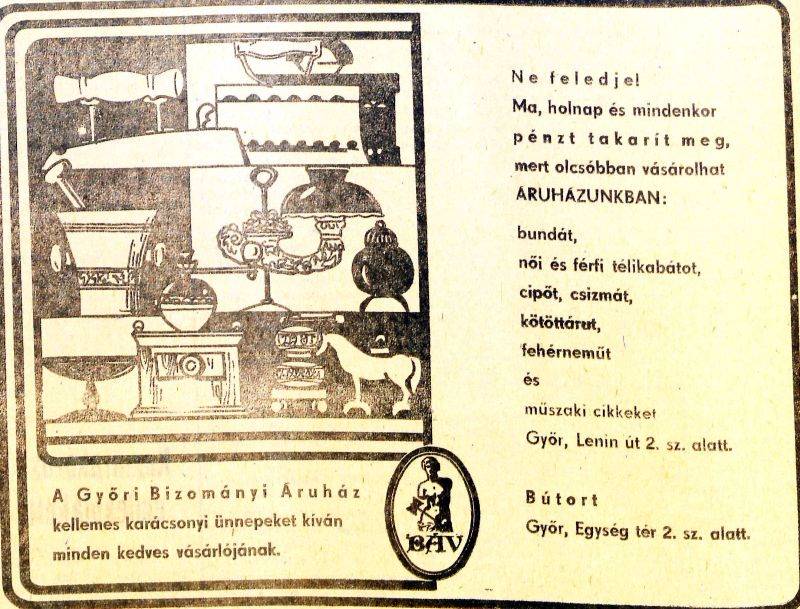 A Győri Bizományi Áruház
kellemes karácsonyi ünnepeket kíván
minden kedves vásárlójának.
BÁV
Ne feledje!
Ma, holnap és mindenkor
pénzt takarít meg,
mert olcsóbban vásárolhat
ÁRUHÁZUNKBAN:
bundát,
női és férfi télikabátot,
cipőt, csizmát,
kötöttárut,
fehérneműt
és
műszaki cikkeket
Győr, Lenin út 2. sz. alatt.
Bútort
Győr, Egység tér 2. sz. alatt.